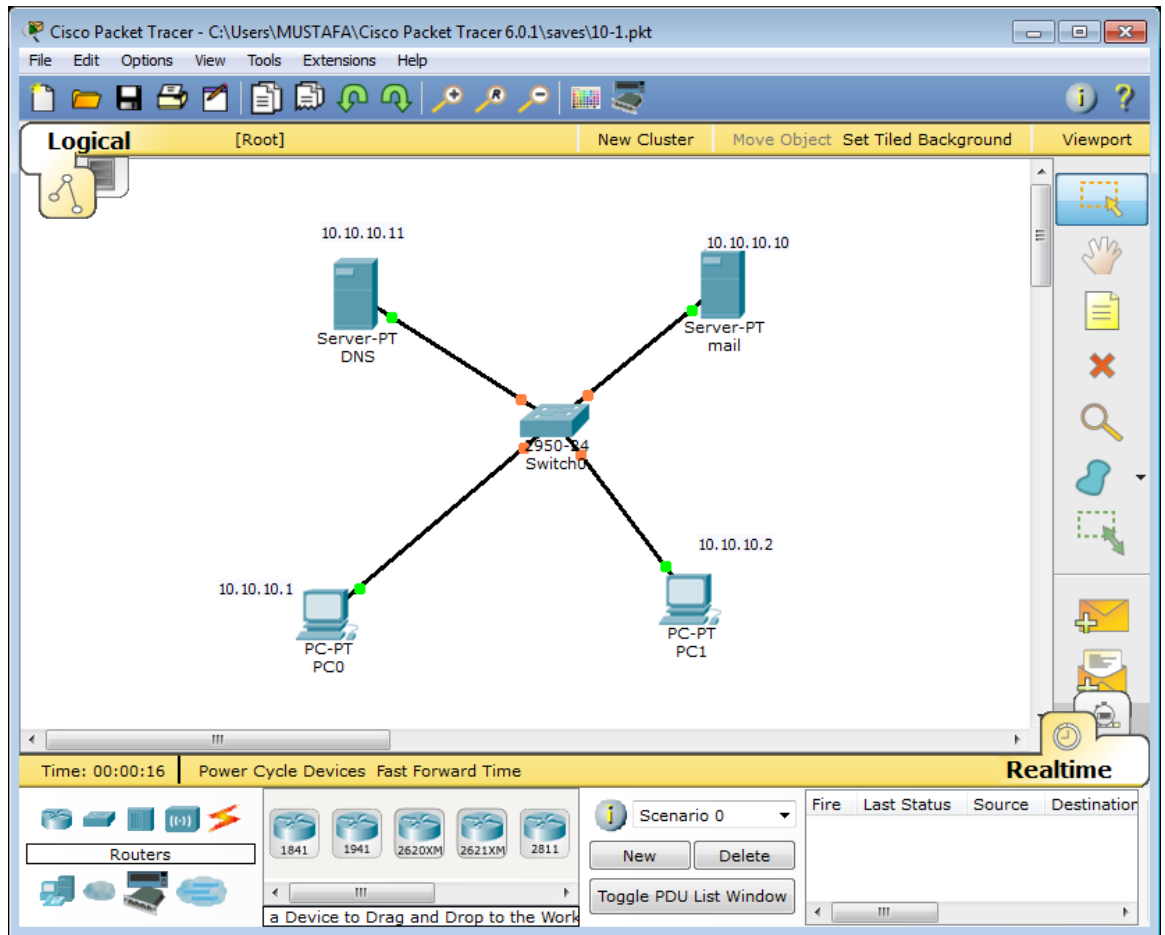 Cisco Packet Tracer - C:\Users\MUSTAFA\Cisco Packet Tracer 6.0.1\saves\10-1.pkt
File Edit Options View Tools Extensions Help
Logical [Root] New Cluster Move Object Set Tiled Background Viewport
10.10.10.11
10.10.10.10
Server-PT
DNS
Server-PT
mail
2950-24
Switch0
10.10.10.2
10.10.10.1
PC-PT
PC0
PC-PT
PC1
Time: 00:00:16 Power Cycle Devices Fast Forward Time Realtime
Routers
1841 1941 2620XM 2621XM 2811
a Device to Drag and Drop to the Work
Scenario 0
New Delete
Toggle PDU List Window
Fire Last Status Source Destination